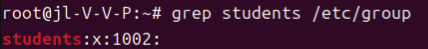 root@jl-V-V-P:~# grep students /etc/group
students:x:1002: